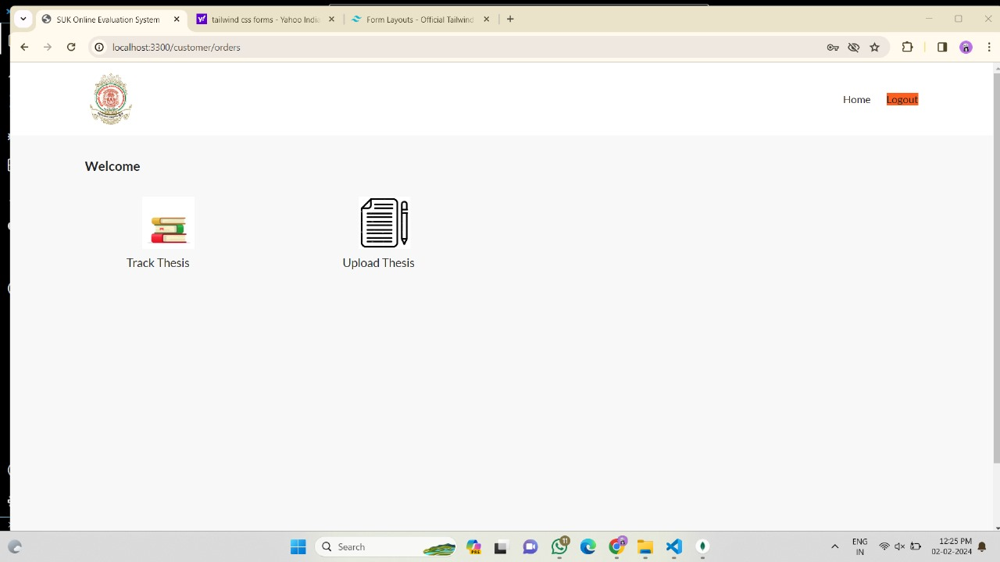 SUK Online Evaluation System
tailwind css forms - Yahoo India
Form Layouts - Official Tailwind
localhost:3300/customer/orders
Home
Logout
Welcome
Track Thesis
Upload Thesis
Search
PRE
11
ENG
IN
12:25 PM
02-02-2024